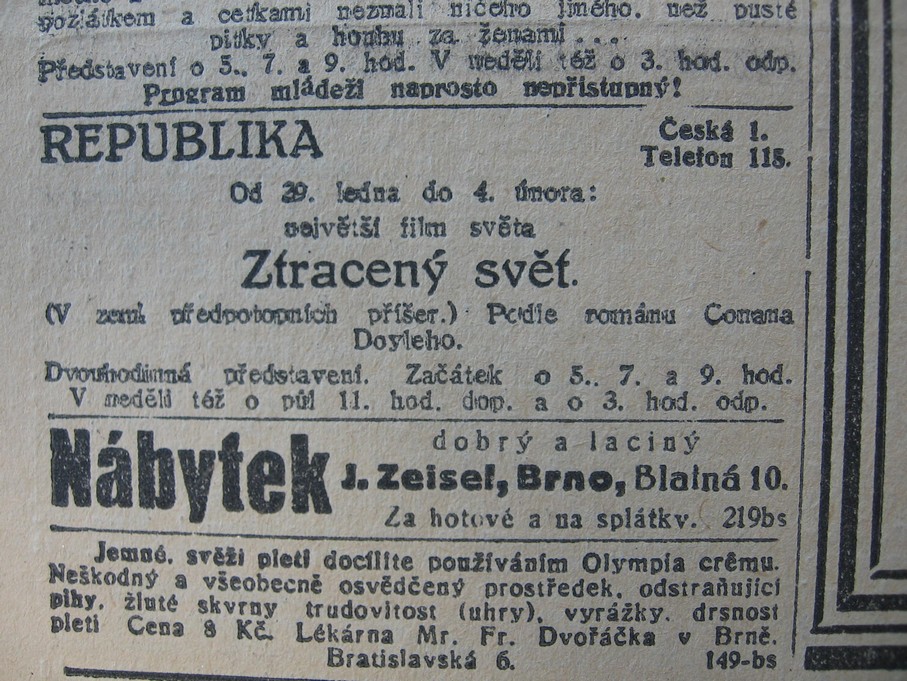 pozlátkem a cetkami neznali ničeho jiného, než pusté
pitky a honbu za ženami...
Představení o 5., 7. a 9. hod. V neděli též o 3. hod. odp.
Program mládeži naprosto nepřístupný!
REPUBLIKA
Česká 1.
Telefon 115.
Od 29. ledna do 4. února:
největší film světa
Ztracený svět.
(V zemi předpotopních příšer.) Podle románu Conana
Doyleho.
Dvouhodinná představení. Začátek o 5., 7. a 9. hod.
V neděli též o půl 11. hod. dop. a o 3. hod. odp.
Nábytek
dobrý a laciný
J. Zeisel, Brno, Blatná 10.
Za hotové a na splátky. 219bs
Jemné, svěží pleti docílíte používáním Olympia crêmu.
Neškodný a všeobecně osvědčený prostředek, odstraňující
pihy, žluté skvrny trudovitost (uhry), vyrážky, drsnost
pleti Cena 8 Kč. Lékárna Mr. Fr. Dvořáčka v Brně.
Bratislavská 6. 149-bs